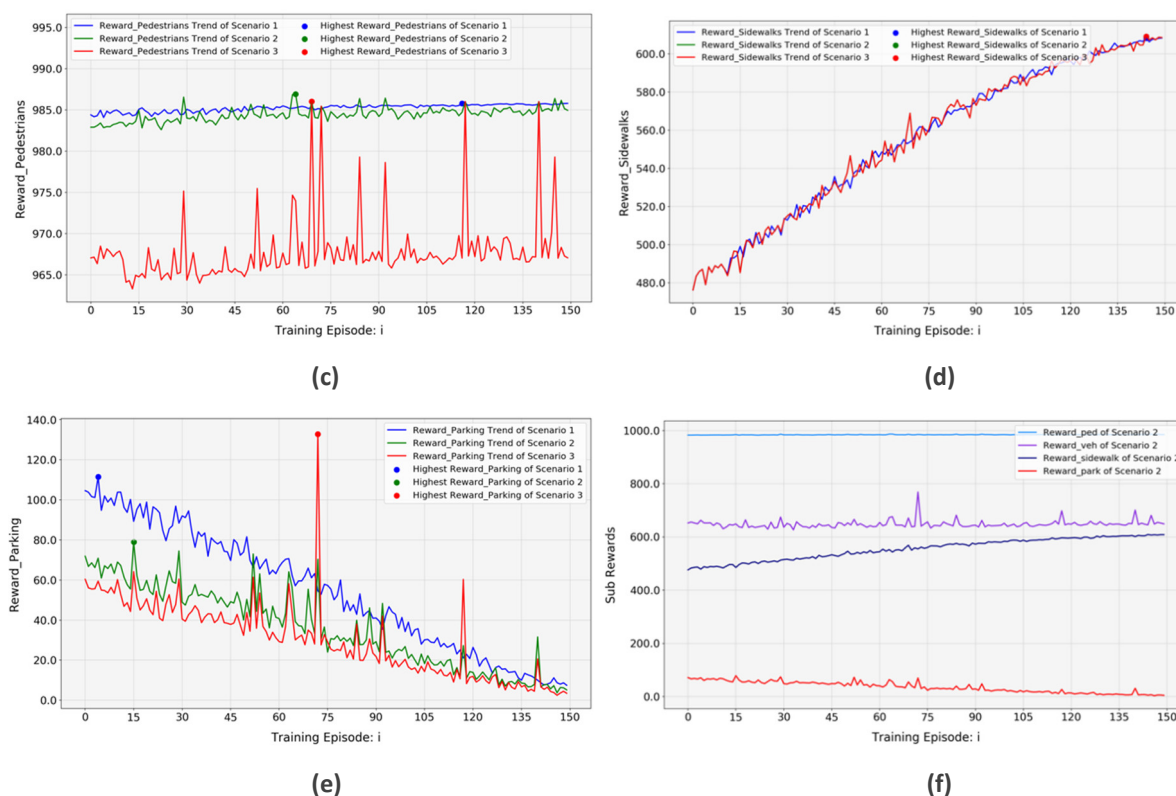 995.0
990.0
985.0
980.0
975.0
970.0
965.0
Reward_Pedestrians
Reward_Pedestrians Trend of Scenario 1
Reward_Pedestrians Trend of Scenario 2
Reward_Pedestrians Trend of Scenario 3
Highest Reward_Pedestrians of Scenario 1
Highest Reward_Pedestrians of Scenario 2
Highest Reward_Pedestrians of Scenario 3
0 15 30 45 60 75 90 105 120 135 150
Training Episode: i
(c)
600.0
580.0
560.0
540.0
520.0
500.0
480.0
Reward_Sidewalks
Reward_Sidewalks Trend of Scenario 1
Reward_Sidewalks Trend of Scenario 2
Reward_Sidewalks Trend of Scenario 3
Highest Reward_Sidewalks of Scenario 1
Highest Reward_Sidewalks of Scenario 2
Highest Reward_Sidewalks of Scenario 3
0 15 30 45 60 75 90 105 120 135 150
Training Episode: i
(d)
140.0
120.0
100.0
80.0
60.0
40.0
20.0
0.0
Reward_Parking
Reward_Parking Trend of Scenario 1
Reward_Parking Trend of Scenario 2
Reward_Parking Trend of Scenario 3
Highest Reward_Parking of Scenario 1
Highest Reward_Parking of Scenario 2
Highest Reward_Parking of Scenario 3
0 15 30 45 60 75 90 105 120 135 150
Training Episode: i
(e)
1000.0
800.0
600.0
400.0
200.0
0.0
Sub Rewards
Reward_ped of Scenario 2
Reward_veh of Scenario 2
Reward_sidewalk of Scenario 2
Reward_park of Scenario 2
0 15 30 45 60 75 90 105 120 135 150
Training Episode: i
(f)